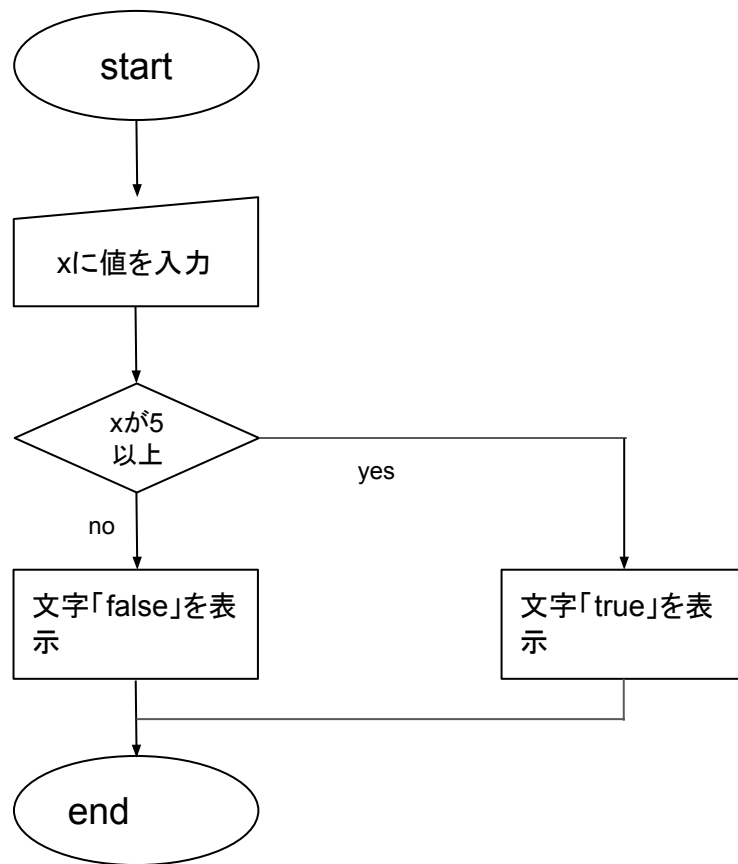 start
xに値を入力
xが5
以上
yes
no
文字「false」を表
示
文字「true」を表
示
end